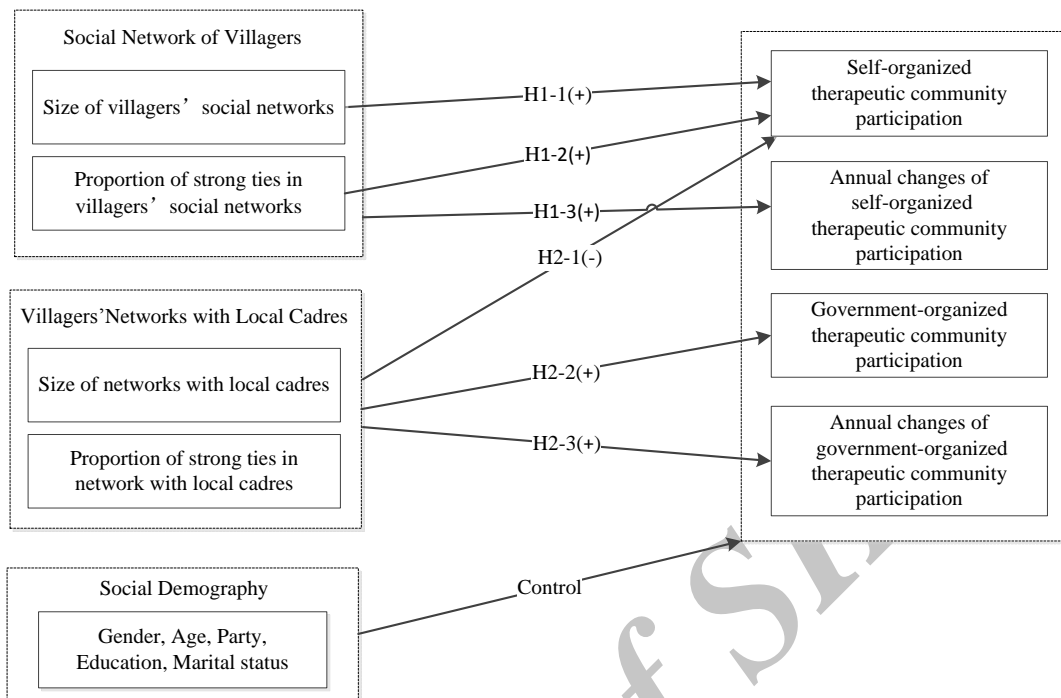 Social Network of Villagers
Size of villagers’ social networks
Proportion of strong ties in
villagers’ social networks
Villagers’Networks with Local Cadres
Size of networks with local cadres
Proportion of strong ties in
network with local cadres
Social Demography
Gender, Age, Party,
Education, Marital status
H1-1(+)
H1-2(+)
H1-3(+)
H2-1(-)
H2-2(+)
H2-3(+)
Control
Self-organized
therapeutic community
participation
Annual changes of
self-organized
therapeutic community
participation
Government-organized
therapeutic community
participation
Annual changes of
government-organized
therapeutic community
participation